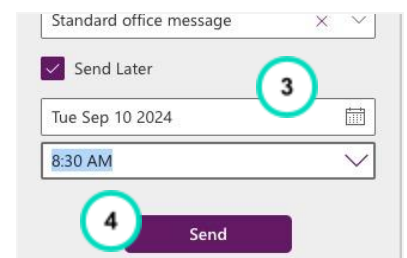 Standard office message
Send Later
3
Tue Sep 10 2024
8:30 AM
4
Send